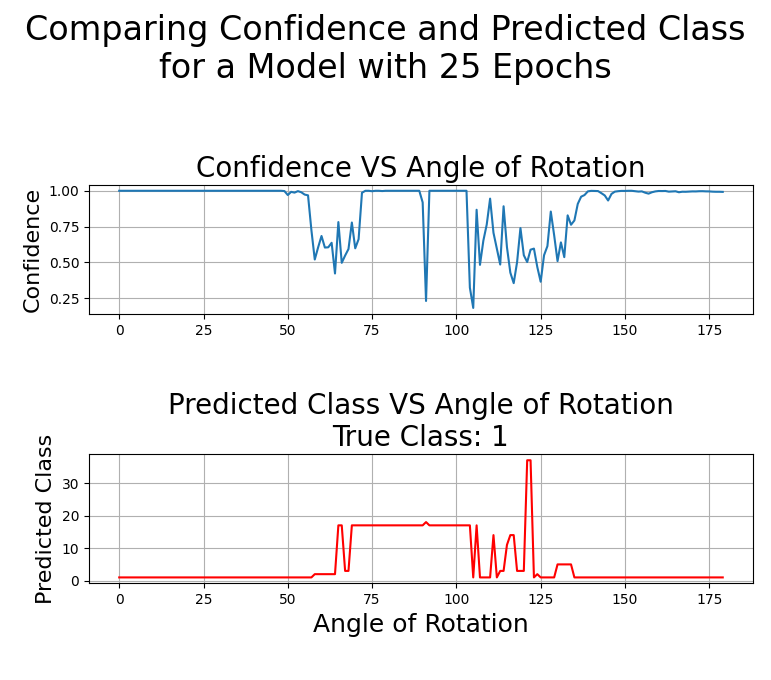 Comparing Confidence and Predicted Class
for a Model with 25 Epochs
Confidence VS Angle of Rotation
Confidence
1.00
0.75
0.50
0.25
0 25 50 75 100 125 150 175
Predicted Class VS Angle of Rotation
True Class: 1
Predicted Class
30
20
10
0
0 25 50 75 100 125 150 175
Angle of Rotation